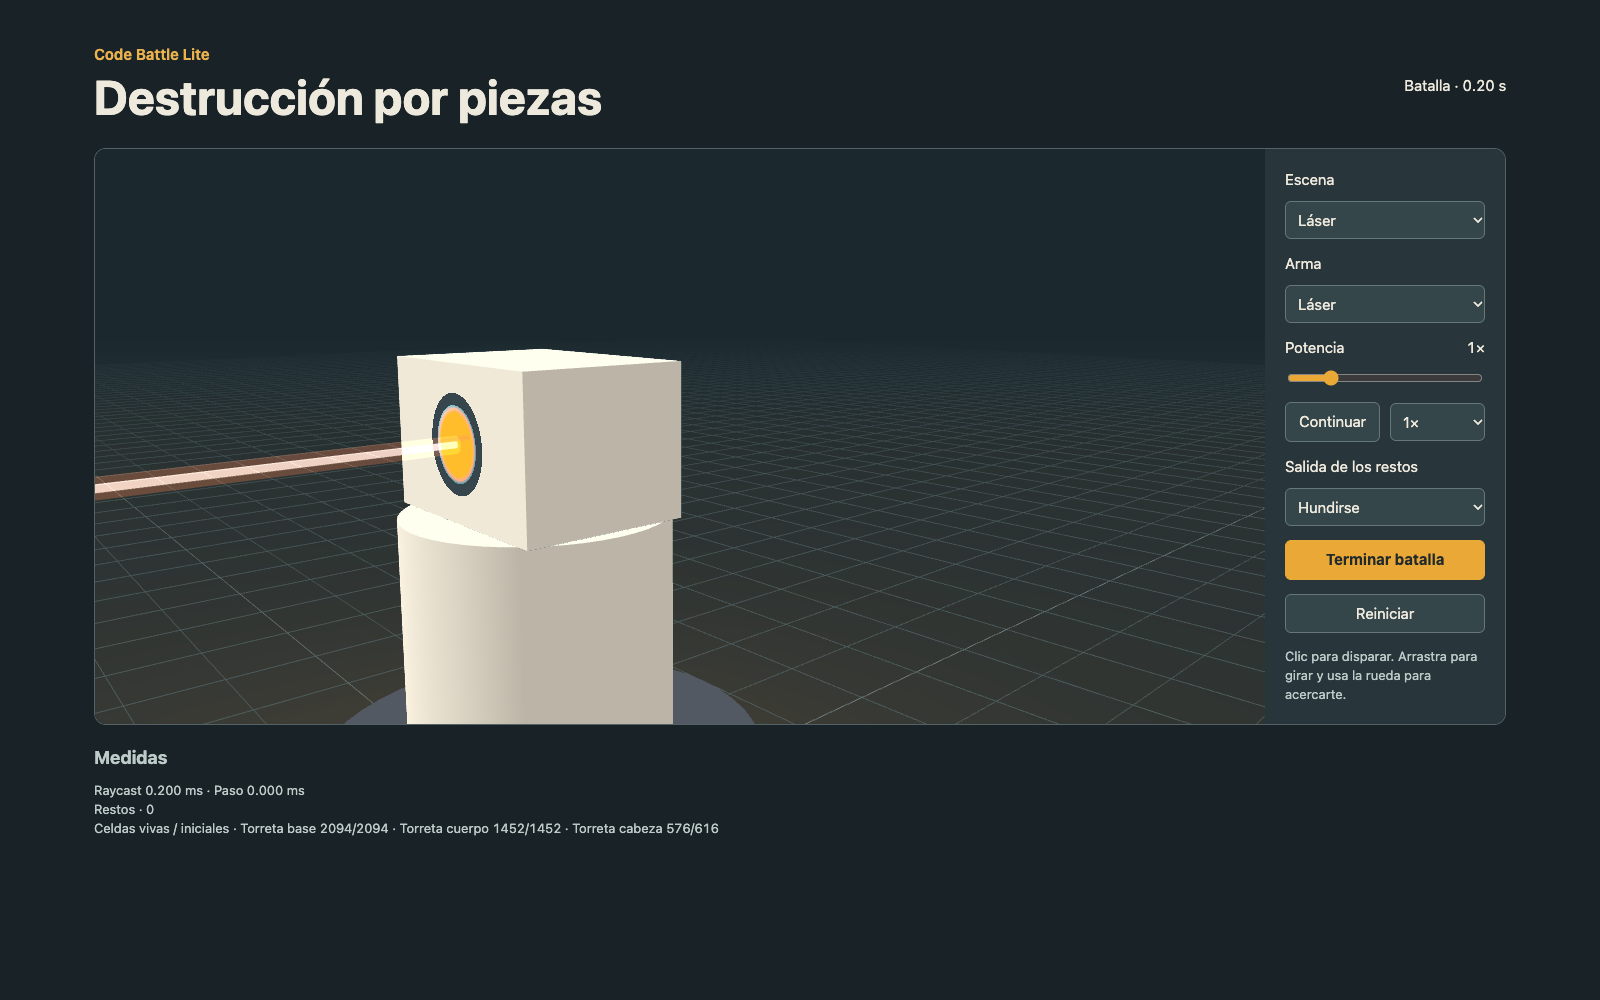 Code Battle Lite
Destrucción por piezas
Batalla · 0.20 s
Escena
Láser
Arma
Láser
Potencia 1×
Continuar 1×
Salida de los restos
Hundirse
Terminar batalla
Reiniciar
Clic para disparar. Arrastra para
girar y usa la rueda para
acercarte.
Medidas
Raycast 0.200 ms · Paso 0.000 ms
Restos · 0
Celdas vivas / iniciales · Torreta base 2094/2094 · Torreta cuerpo 1452/1452 · Torreta cabeza 576/616